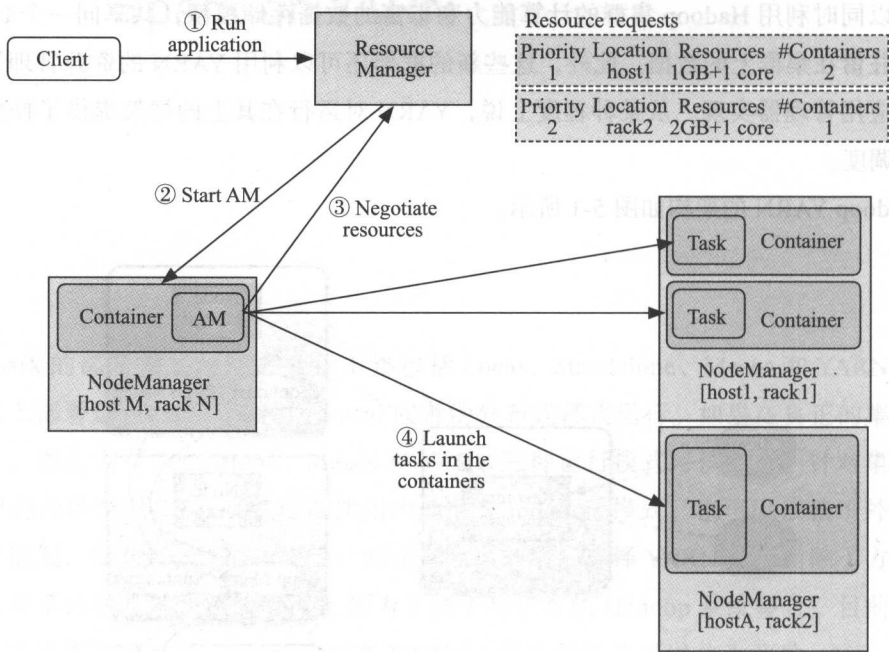 ① Run
application
Client
Resource
Manager
Resource requests
Priority Location Resources #Containers
1 host1 1GB+1 core 2
Priority Location Resources #Containers
2 rack2 2GB+1 core 1
② Start AM
③ Negotiate
resources
Container
AM
NodeManager
[host M, rack N]
Task
Container
Task
Container
NodeManager
[host1, rack1]
④ Launch
tasks in the
containers
Task
Container
NodeManager
[hostA, rack2]